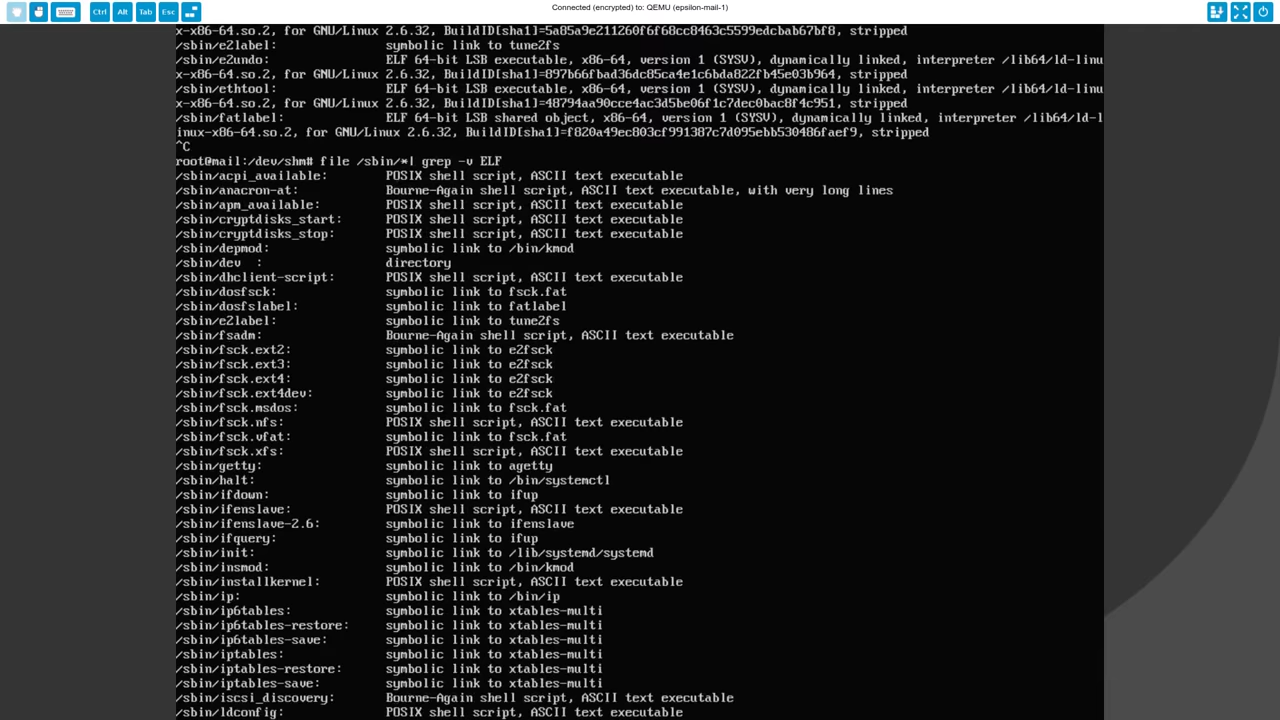 Connected (encrypted) to: QEMU (epsilon-mail-1)
Ctrl Alt Tab Esc
x-x86-64.so.2, for GNU/Linux 2.6.32, BuildID[sha1]=5a85a9e211260f6f68cc8463c5599edcbab67bf8, stripped
/sbin/e2label:          symbolic link to tune2fs
/sbin/e2undo:           ELF 64-bit LSB executable, x86-64, version 1 (SYSV), dynamically linked, interpreter /lib64/ld-linu
x-x86-64.so.2, for GNU/Linux 2.6.32, BuildID[sha1]=897b66fbad36dc85ca4e1c6bda822fb45e03b964, stripped
/sbin/ethtool:          ELF 64-bit LSB executable, x86-64, version 1 (SYSV), dynamically linked, interpreter /lib64/ld-linu
x-x86-64.so.2, for GNU/Linux 2.6.32, BuildID[sha1]=48794aa90cce4ac3d5be06f1c7dec0bac8f4c951, stripped
/sbin/fatlabel:         ELF 64-bit LSB shared object, x86-64, version 1 (SYSV), dynamically linked, interpreter /lib64/ld-l
inux-x86-64.so.2, for GNU/Linux 2.6.32, BuildID[sha1]=f820a49ec803cf991387c7d095ebb530486faef9, stripped
^C
root@mail:/dev/shm# file /sbin/*| grep -v ELF
/sbin/acpi_available:        POSIX shell script, ASCII text executable
/sbin/anacron-at:            Bourne-Again shell script, ASCII text executable, with very long lines
/sbin/apm_available:         POSIX shell script, ASCII text executable
/sbin/cryptdisks_start:      POSIX shell script, ASCII text executable
/sbin/cryptdisks_stop:       POSIX shell script, ASCII text executable
/sbin/depmod:                symbolic link to /bin/kmod
/sbin/dev  :                 directory
/sbin/dhclient-script:       POSIX shell script, ASCII text executable
/sbin/dosfsck:               symbolic link to fsck.fat
/sbin/dosfslabel:            symbolic link to fatlabel
/sbin/e2label:               symbolic link to tune2fs
/sbin/fsadm:                 Bourne-Again shell script, ASCII text executable
/sbin/fsck.ext2:             symbolic link to e2fsck
/sbin/fsck.ext3:             symbolic link to e2fsck
/sbin/fsck.ext4:             symbolic link to e2fsck
/sbin/fsck.ext4dev:          symbolic link to e2fsck
/sbin/fsck.msdos:            symbolic link to fsck.fat
/sbin/fsck.nfs:              POSIX shell script, ASCII text executable
/sbin/fsck.vfat:             symbolic link to fsck.fat
/sbin/fsck.xfs:              POSIX shell script, ASCII text executable
/sbin/getty:                 symbolic link to agetty
/sbin/halt:                  symbolic link to /bin/systemctl
/sbin/ifdown:                symbolic link to ifup
/sbin/ifenslave:             POSIX shell script, ASCII text executable
/sbin/ifenslave-2.6:         symbolic link to ifenslave
/sbin/ifquery:               symbolic link to ifup
/sbin/init:                  symbolic link to /lib/systemd/systemd
/sbin/insmod:                symbolic link to /bin/kmod
/sbin/installkernel:         POSIX shell script, ASCII text executable
/sbin/ip:                    symbolic link to /bin/ip
/sbin/ip6tables:             symbolic link to xtables-multi
/sbin/ip6tables-restore:     symbolic link to xtables-multi
/sbin/ip6tables-save:        symbolic link to xtables-multi
/sbin/iptables:              symbolic link to xtables-multi
/sbin/iptables-restore:      symbolic link to xtables-multi
/sbin/iptables-save:         symbolic link to xtables-multi
/sbin/iscsi_discovery:       Bourne-Again shell script, ASCII text executable
/sbin/ldconfig:              POSIX shell script, ASCII text executable